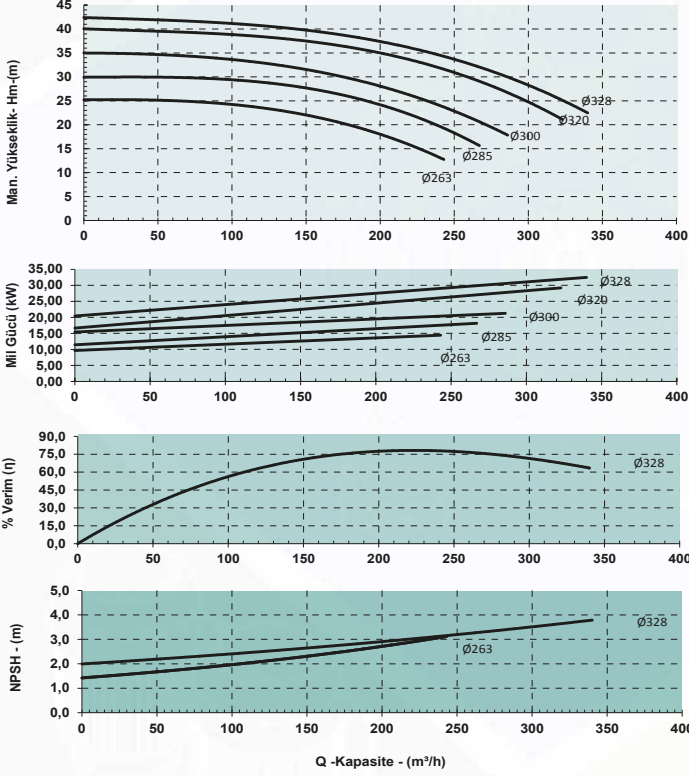 Man. Yükseklik- Hm-(m)
45
40
35
30
25
20
15
10
5
0
Ø328
Ø320
Ø300
Ø285
Ø263
0 50 100 150 200 250 300 350 400
Mil Gücü (kW)
35,00
30,00
25,00
20,00
15,00
10,00
5,00
0,00
Ø328
Ø320
Ø300
Ø285
Ø263
0 50 100 150 200 250 300 350 400
% Verim (η)
90,0
75,0
60,0
45,0
30,0
15,0
0,0
Ø328
0 50 100 150 200 250 300 350 400
NPSH - (m)
5,0
4,0
3,0
2,0
1,0
0,0
Ø328
Ø263
0 50 100 150 200 250 300 350 400
Q -Kapasite - (m³/h)